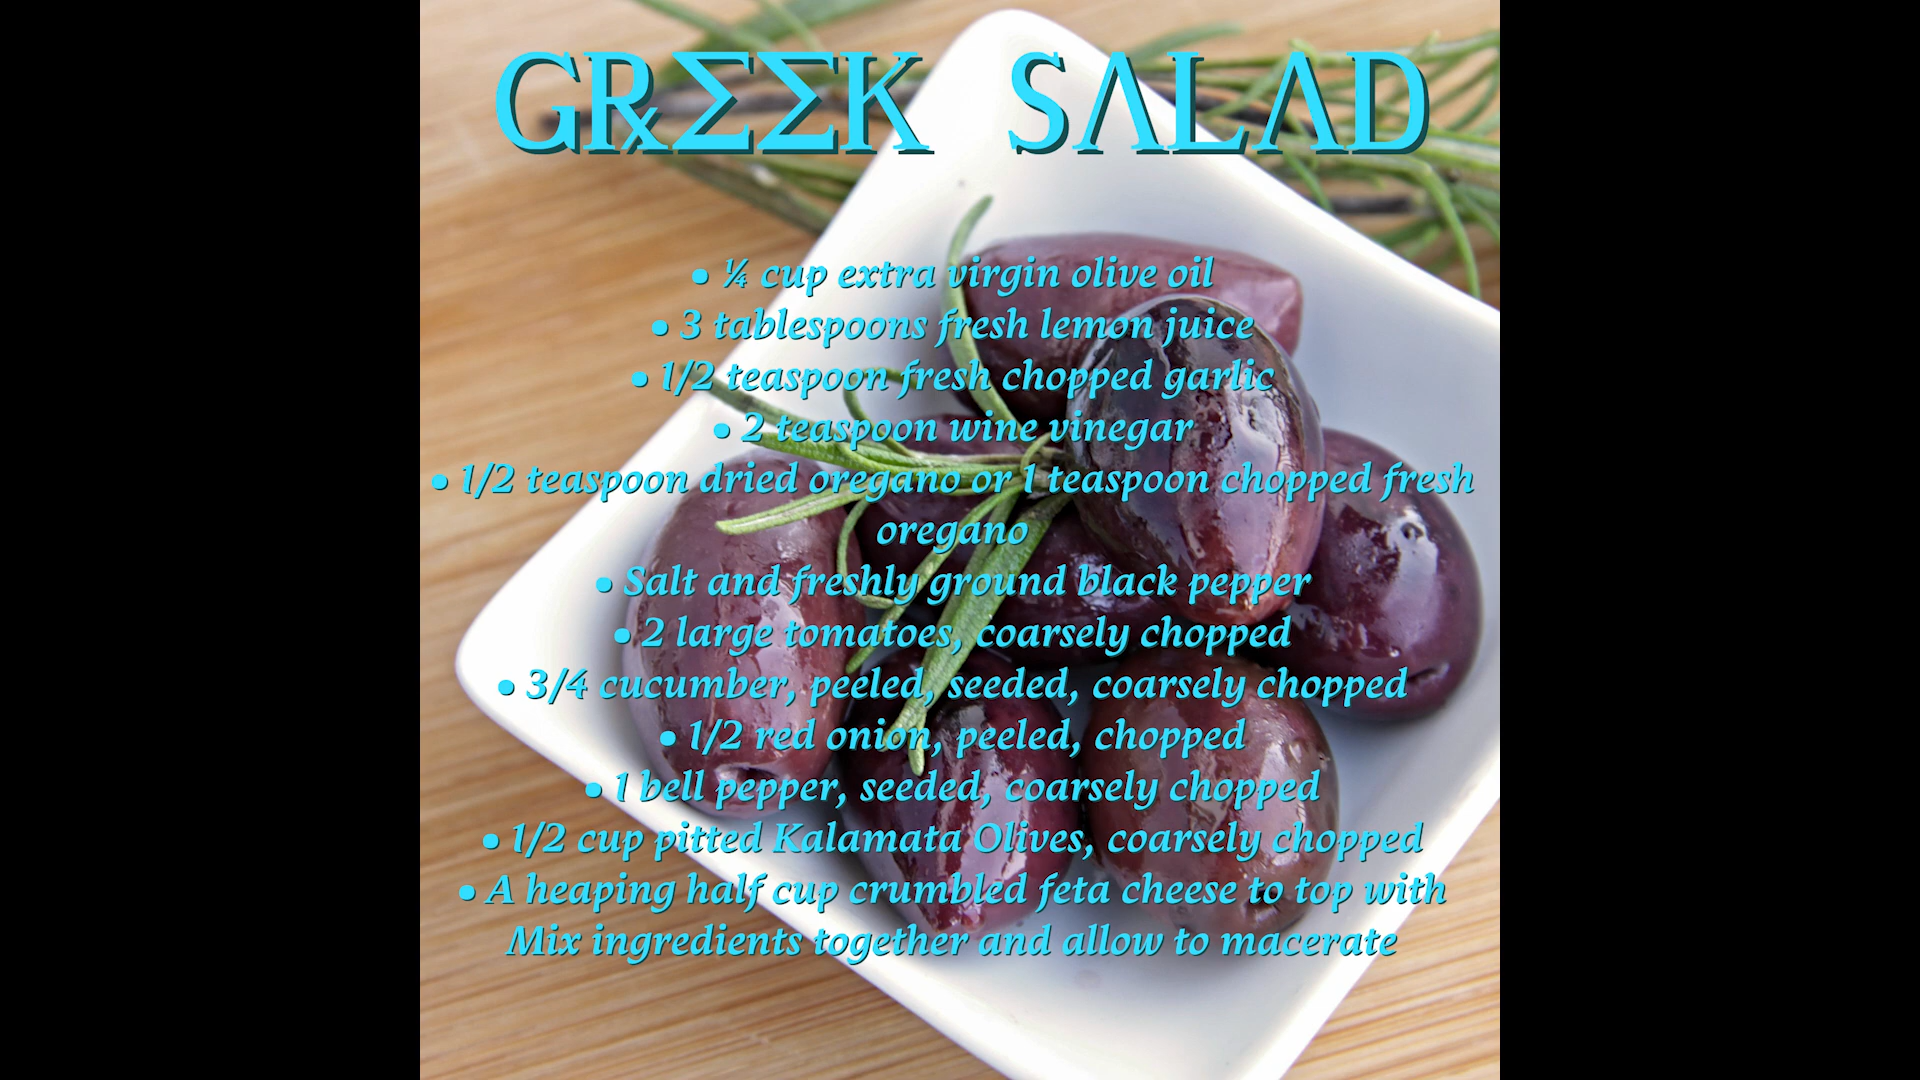 GRΣΣK SΛLΛD
• ¼ cup extra virgin olive oil
• 3 tablespoons fresh lemon juice
• 1/2 teaspoon fresh chopped garlic
• 2 teaspoon wine vinegar
• 1/2 teaspoon dried oregano or 1 teaspoon chopped fresh
oregano
• Salt and freshly ground black pepper
• 2 large tomatoes, coarsely chopped
• 3/4 cucumber, peeled, seeded, coarsely chopped
• 1/2 red onion, peeled, chopped
• 1 bell pepper, seeded, coarsely chopped
• 1/2 cup pitted Kalamata Olives, coarsely chopped
• A heaping half cup crumbled feta cheese to top with
Mix ingredients together and allow to macerate